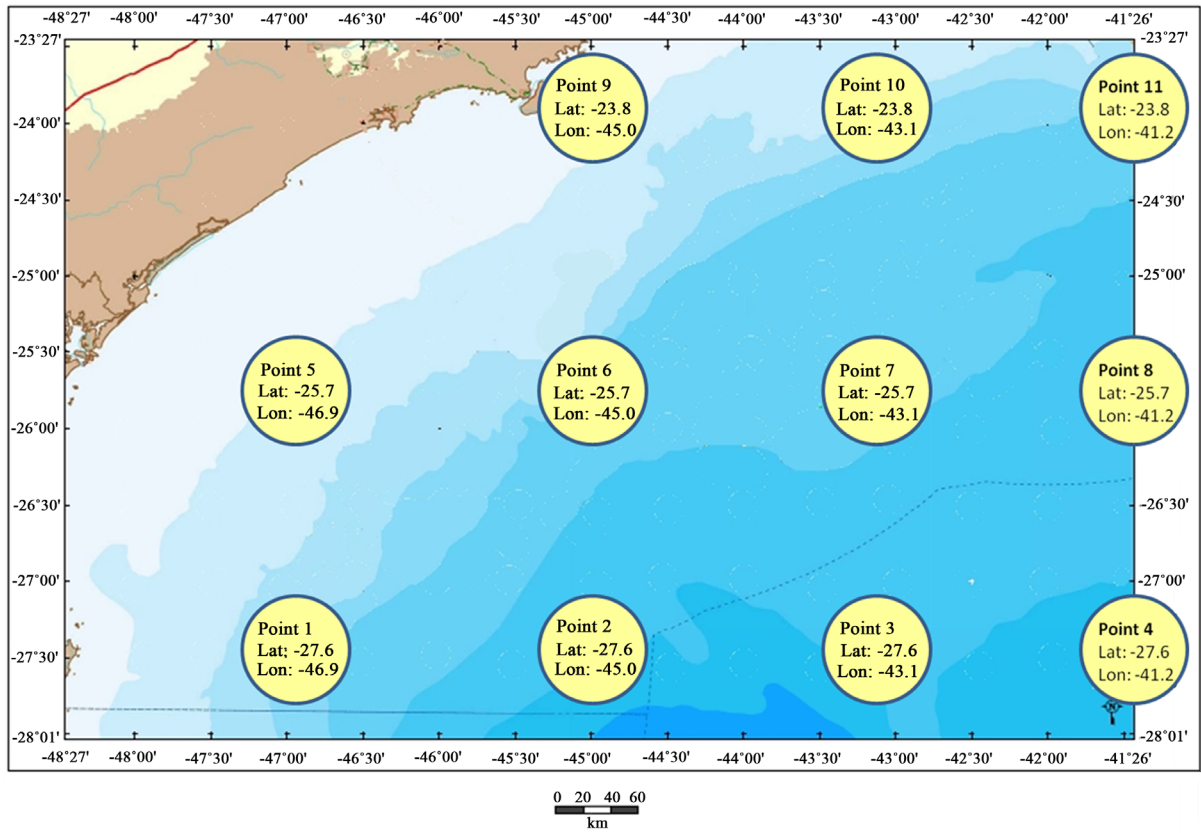 -48°27' -48°00' -47°30' -47°00' -46°30' -46°00' -45°30' -45°00' -44°30' -44°00' -43°30' -43°00' -42°30' -42°00' -41°26'
-23°27' -23°27'
Point 9
Lat: -23.8
Lon: -45.0
Point 10
Lat: -23.8
Lon: -43.1
Point 11
Lat: -23.8
Lon: -41.2
-24°00' -24°00'
-24°30' -24°30'
-25°00' -25°00'
-25°30' -25°30'
Point 5
Lat: -25.7
Lon: -46.9
Point 6
Lat: -25.7
Lon: -45.0
Point 7
Lat: -25.7
Lon: -43.1
Point 8
Lat: -25.7
Lon: -41.2
-26°00' -26°00'
-26°30' -26°30'
-27°00' -27°00'
Point 1
Lat: -27.6
Lon: -46.9
Point 2
Lat: -27.6
Lon: -45.0
Point 3
Lat: -27.6
Lon: -43.1
Point 4
Lat: -27.6
Lon: -41.2
-27°30' -27°30'
N
-28°01' -28°01'
-48°27' -48°00' -47°30' -47°00' -46°30' -46°00' -45°30' -45°00' -44°30' -44°00' -43°30' -43°00' -42°30' -42°00' -41°26'
0 20 40 60
km